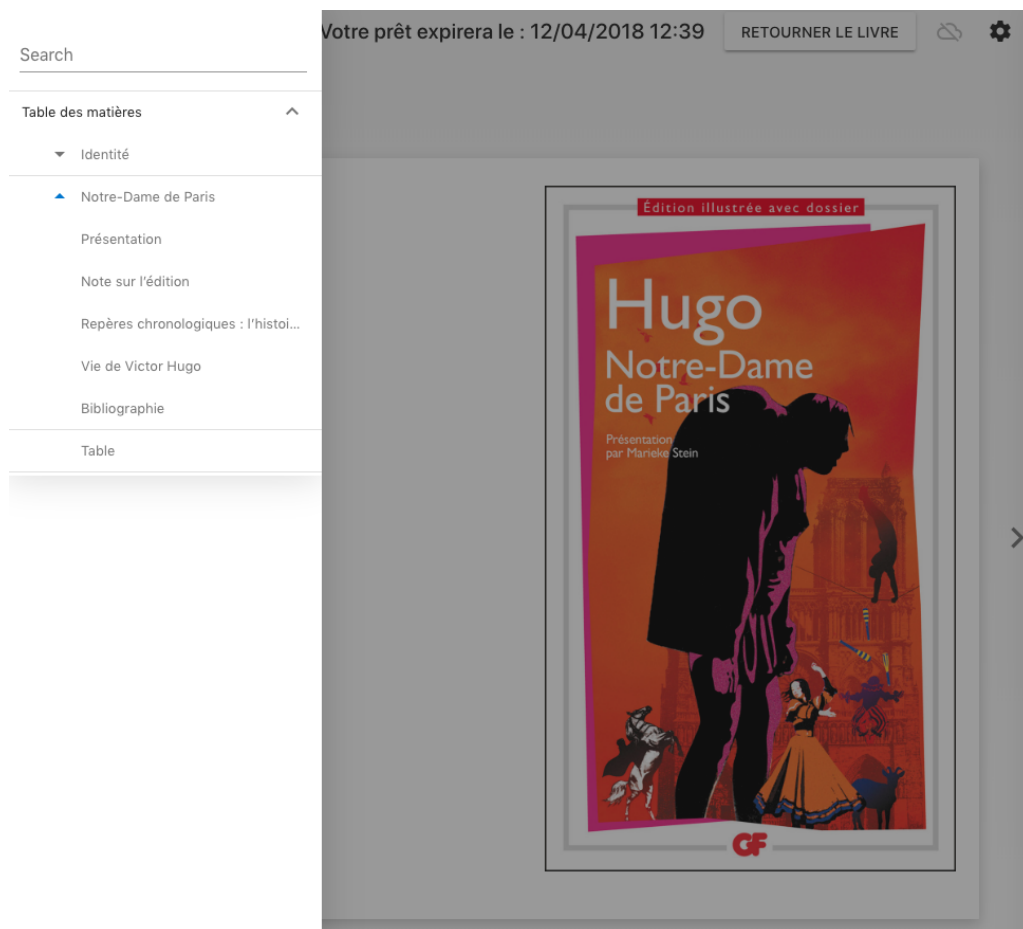 Votre prêt expirera le : 12/04/2018 12:39
RETOURNER LE LIVRE
Search
Table des matières
Identité
Notre-Dame de Paris
Présentation
Note sur l'édition
Repères chronologiques : l'histoi...
Vie de Victor Hugo
Bibliographie
Table
Édition illustrée avec dossier
Hugo
Notre-Dame
de Paris
Présentation
par Marieke Stein
GF